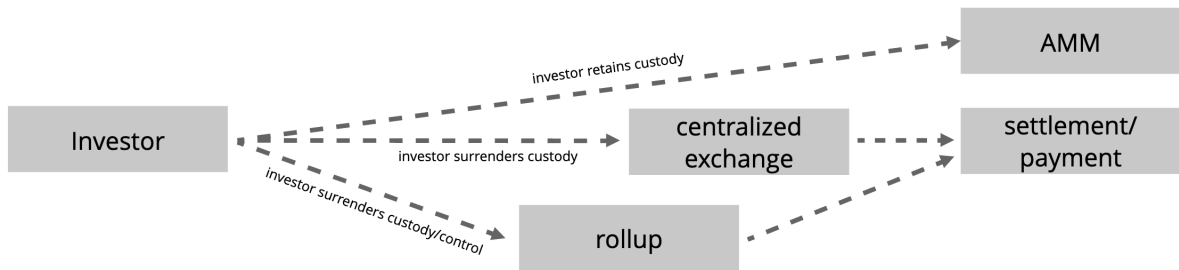 AMM
investor retains custody
Investor
centralized
exchange
settlement/
payment
investor surrenders custody
investor surrenders custody/control
rollup